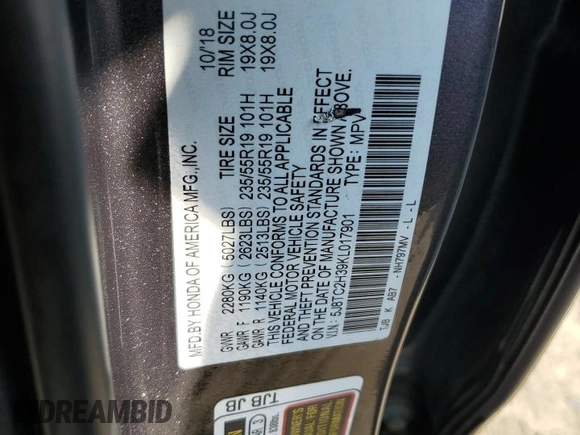 MFD.BY HONDA OF AMERICA MFG.,INC. 10/'18
TIRE SIZE RIM SIZE
GVWR 2280KG (5027LBS)
GAWR F 1190KG (2623LBS) 235/55R19 101H 19X8.0J
GAWR R 1140KG (2513LBS) 235/55R19 101H 19X8.0J
THIS VEHICLE CONFORMS TO ALL APPLICABLE
FEDERAL MOTOR VEHICLE SAFETY
AND THEFT PREVENTION STANDARDS IN EFFECT
ON THE DATE OF MANUFACTURE SHOWN ABOVE.
V.I.N.: 5J8TC2H39KL017901 TYPE: MPV
TJB K AB7 - NH797MV - L - L
TJB JB
DREAMBID